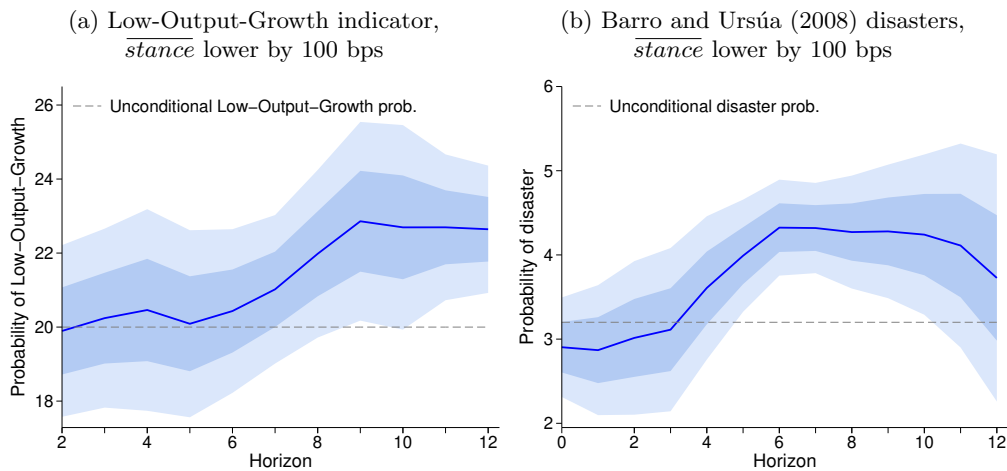 (a) Low-Output-Growth indicator,
stance lower by 100 bps
(b) Barro and Ursúa (2008) disasters,
stance lower by 100 bps
Unconditional Low−Output−Growth prob.
Probability of Low−Output−Growth
26
24
22
20
18
2
4
6
8
10
12
Horizon
Unconditional disaster prob.
Probability of disaster
6
5
4
3
2
0
2
4
6
8
10
12
Horizon